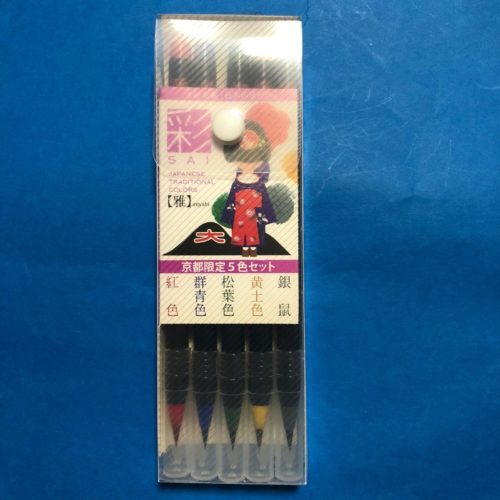 彩
SAI
JAPANESE
TRADITIONAL
COLORS
【雅】miyabi
大
京都限定5色セット
紅色
群青色
松葉色
黄土色
銀鼠